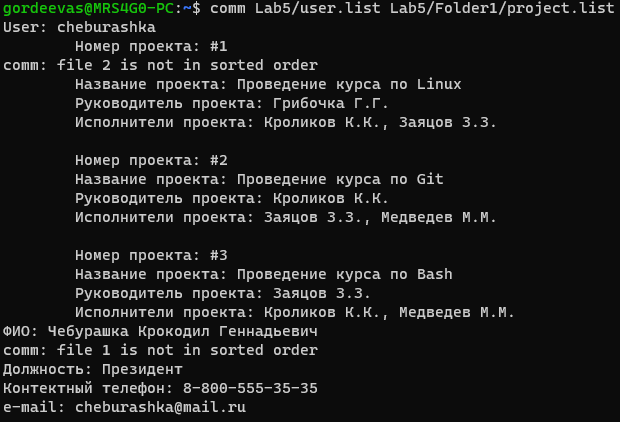 gordeevas@MRS4G0-PC:~$ comm Lab5/user.list Lab5/Folder1/project.list
User: cheburashka
Номер проекта: #1
comm: file 2 is not in sorted order
Название проекта: Проведение курса по Linux
Руководитель проекта: Грибочка Г.Г.
Исполнители проекта: Кроликов К.К., Заяцов З.З.
Номер проекта: #2
Название проекта: Проведение курса по Git
Руководитель проекта: Кроликов К.К.
Исполнители проекта: Заяцов З.З., Медведев М.М.
Номер проекта: #3
Название проекта: Проведение курса по Bash
Руководитель проекта: Заяцов З.З.
Исполнители проекта: Кроликов К.К., Медведев М.М.
ФИО: Чебурашка Крокодил Геннадьевич
comm: file 1 is not in sorted order
Должность: Президент
Контектный телефон: 8-800-555-35-35
e-mail: cheburashka@mail.ru